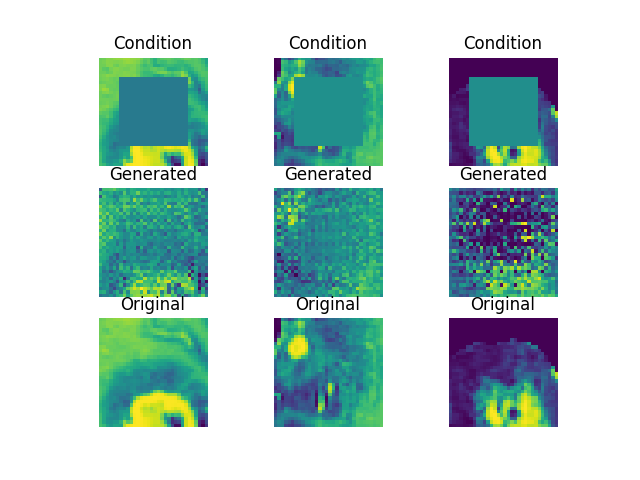 Condition Condition Condition
Generated Generated Generated
Original Original Original